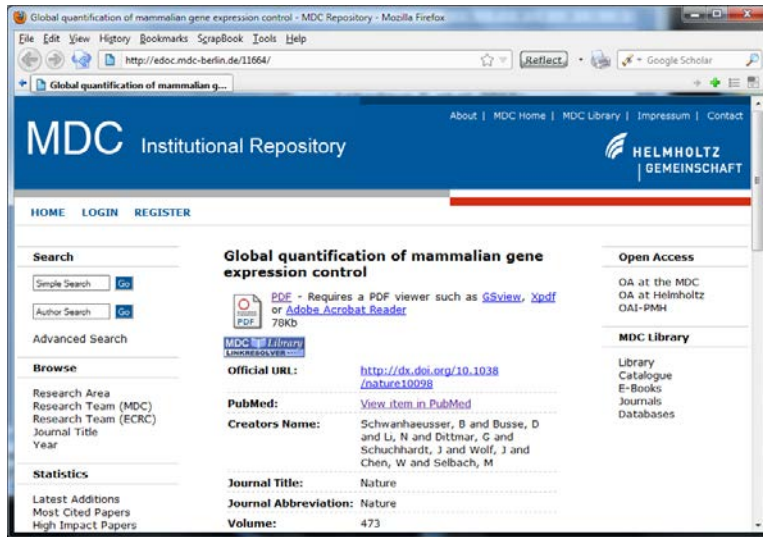 Global quantification of mammalian gene expression control - MDC Repository - Mozilla Firefox
File Edit View History Bookmarks ScrapBook Tools Help
http://edoc.mdc-berlin.de/11664/
Reflect
Google Scholar
Global quantification of mammalian g...
About | MDC Home | MDC Library | Impressum | Contact
MDC Institutional Repository
HELMHOLTZ
| GEMEINSCHAFT
HOME LOGIN REGISTER
Search
Simple Search Go
Author Search Go
Advanced Search
Browse
Research Area
Research Team (MDC)
Research Team (ECRC)
Journal Title
Year
Statistics
Latest Additions
Most Cited Papers
High Impact Papers
Global quantification of mammalian gene
expression control
PDF
PDF - Requires a PDF viewer such as GSview, Xpdf
or Adobe Acrobat Reader
78Kb
MDC Library
LINKRESOLVER
Official URL: http://dx.doi.org/10.1038
/nature10098
PubMed: View item in PubMed
Creators Name: Schwanhaeusser, B and Busse, D
and Li, N and Dittmar, G and
Schuchhardt, J and Wolf, J and
Chen, W and Selbach, M
Journal Title: Nature
Journal Abbreviation: Nature
Volume: 473
Open Access
OA at the MDC
OA at Helmholtz
OAI-PMH
MDC Library
Library
Catalogue
E-Books
Journals
Databases